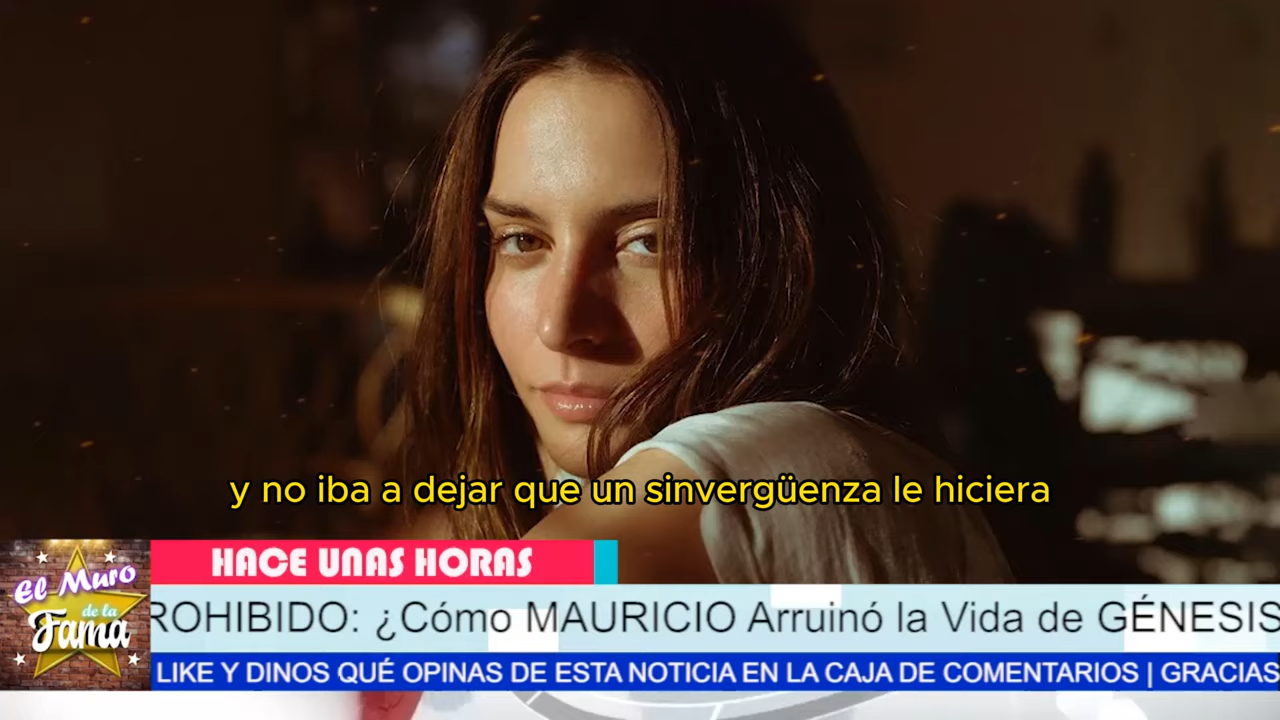 y no iba a dejar que un sinvergüenza le hiciera
HACE UNAS HORAS
El Muro
de la
Fama
ROHIBIDO: ¿Cómo MAURICIO Arruinó la Vida de GÉNESIS
LIKE Y DINOS QUÉ OPINAS DE ESTA NOTICIA EN LA CAJA DE COMENTARIOS | GRACIAS